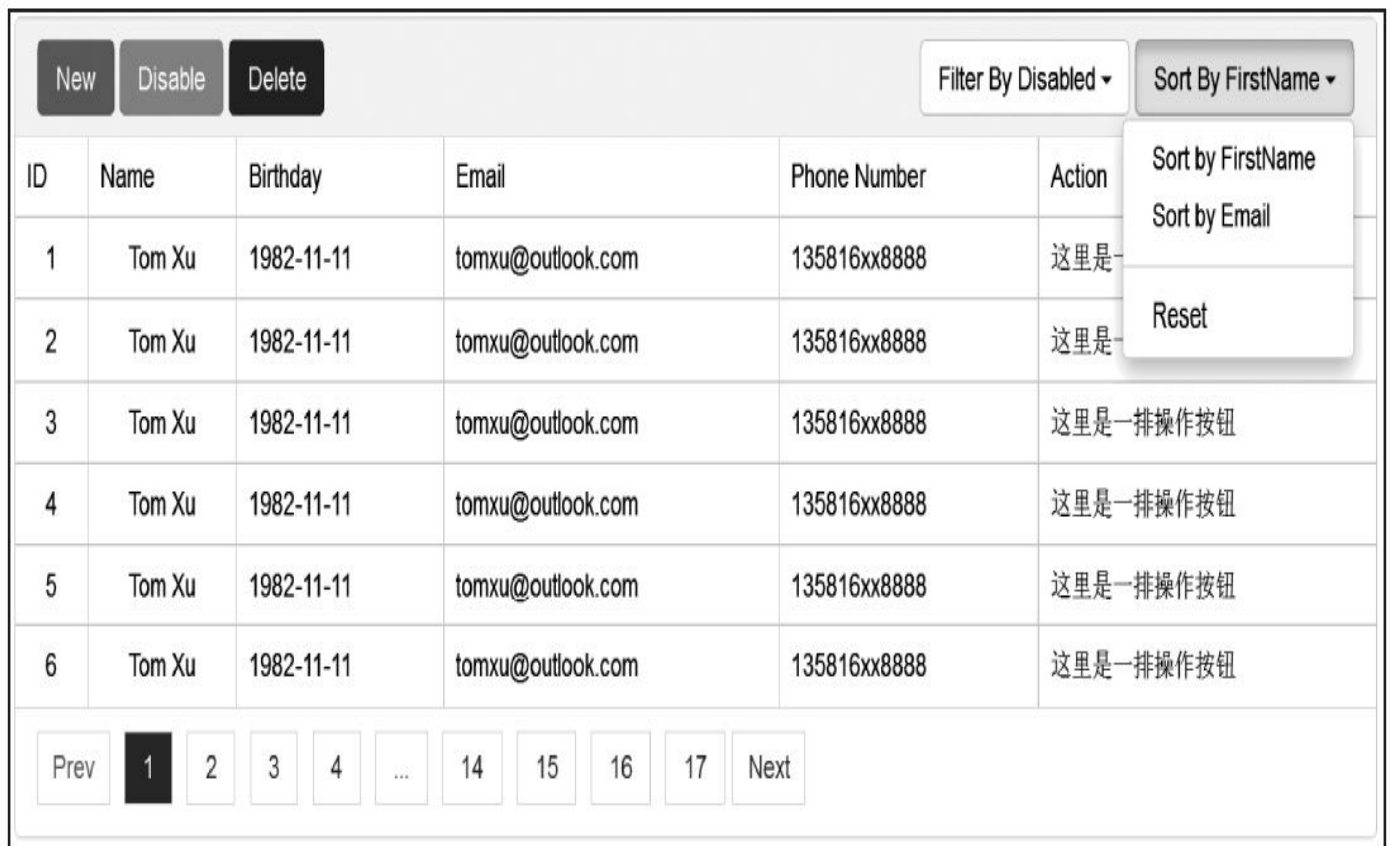 New Disable Delete Filter By Disabled Sort By FirstName
Sort by FirstName
Sort by Email
Reset
ID Name Birthday Email Phone Number Action
1 Tom Xu 1982-11-11 tomxu@outlook.com 135816xx8888 这里是一
2 Tom Xu 1982-11-11 tomxu@outlook.com 135816xx8888 这里是一
3 Tom Xu 1982-11-11 tomxu@outlook.com 135816xx8888 这里是一排操作按钮
4 Tom Xu 1982-11-11 tomxu@outlook.com 135816xx8888 这里是一排操作按钮
5 Tom Xu 1982-11-11 tomxu@outlook.com 135816xx8888 这里是一排操作按钮
6 Tom Xu 1982-11-11 tomxu@outlook.com 135816xx8888 这里是一排操作按钮
Prev 1 2 3 4 ... 14 15 16 17 Next